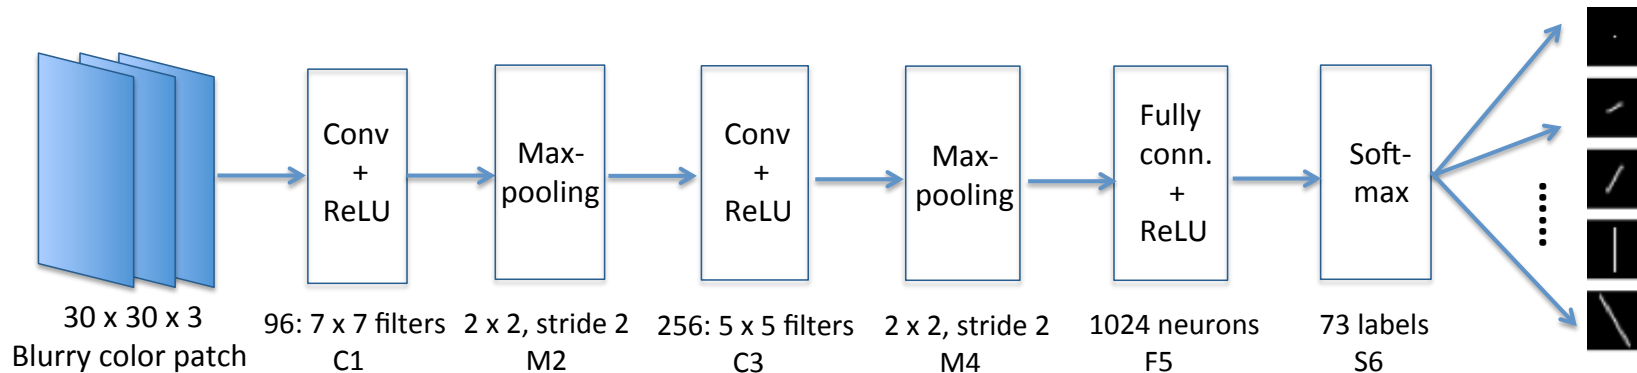 Conv
+
ReLU
Max-
pooling
Conv
+
ReLU
Max-
pooling
Fully
conn.
+
ReLU
Soft-
max
30 x 30 x 3
Blurry color patch
96: 7 x 7 filters
C1
2 x 2, stride 2
M2
256: 5 x 5 filters
C3
2 x 2, stride 2
M4
1024 neurons
F5
73 labels
S6